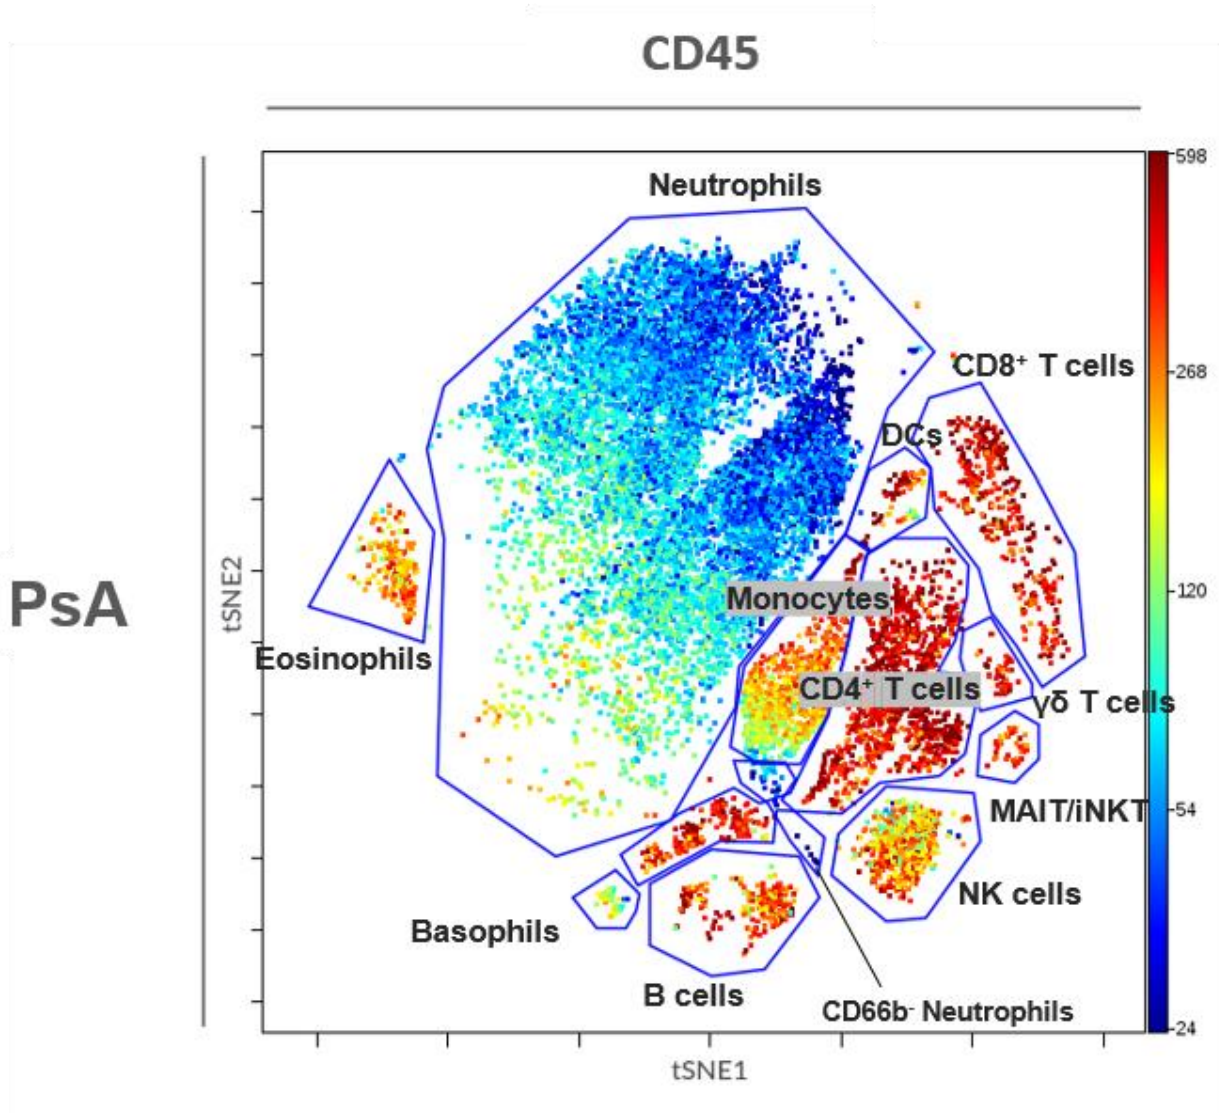 CD45
PsA
Neutrophils
598
CD8⁺ T cells
268
DCs
tSNE2
120
Monocytes
Eosinophils
CD4⁺ T cells
γδ T cells
MAIT/iNKT
54
NK cells
Basophils
B cells
CD66b⁻ Neutrophils
24
tSNE1